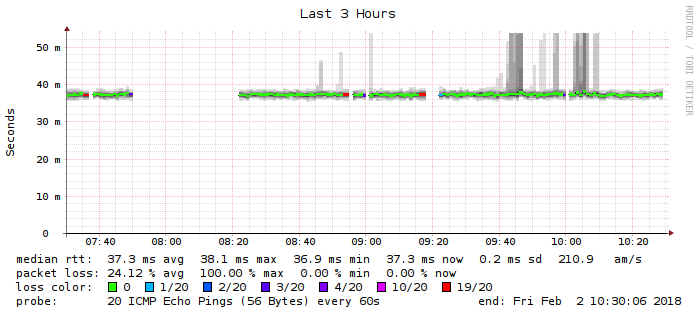 Last 3 Hours
RRDTOOL / TOBI OETIKER
Seconds
50 m
40 m
30 m
20 m
10 m
0
07:40 08:00 08:20 08:40 09:00 09:20 09:40 10:00 10:20
median rtt: 37.3 ms avg 38.1 ms max 36.9 ms min 37.3 ms now 0.2 ms sd 210.9 am/s
packet loss: 24.12 % avg 100.00 % max 0.00 % min 0.00 % now
loss color: 0 1/20 2/20 3/20 4/20 10/20 19/20
probe: 20 ICMP Echo Pings (56 Bytes) every 60s end: Fri Feb 2 10:30:06 2018